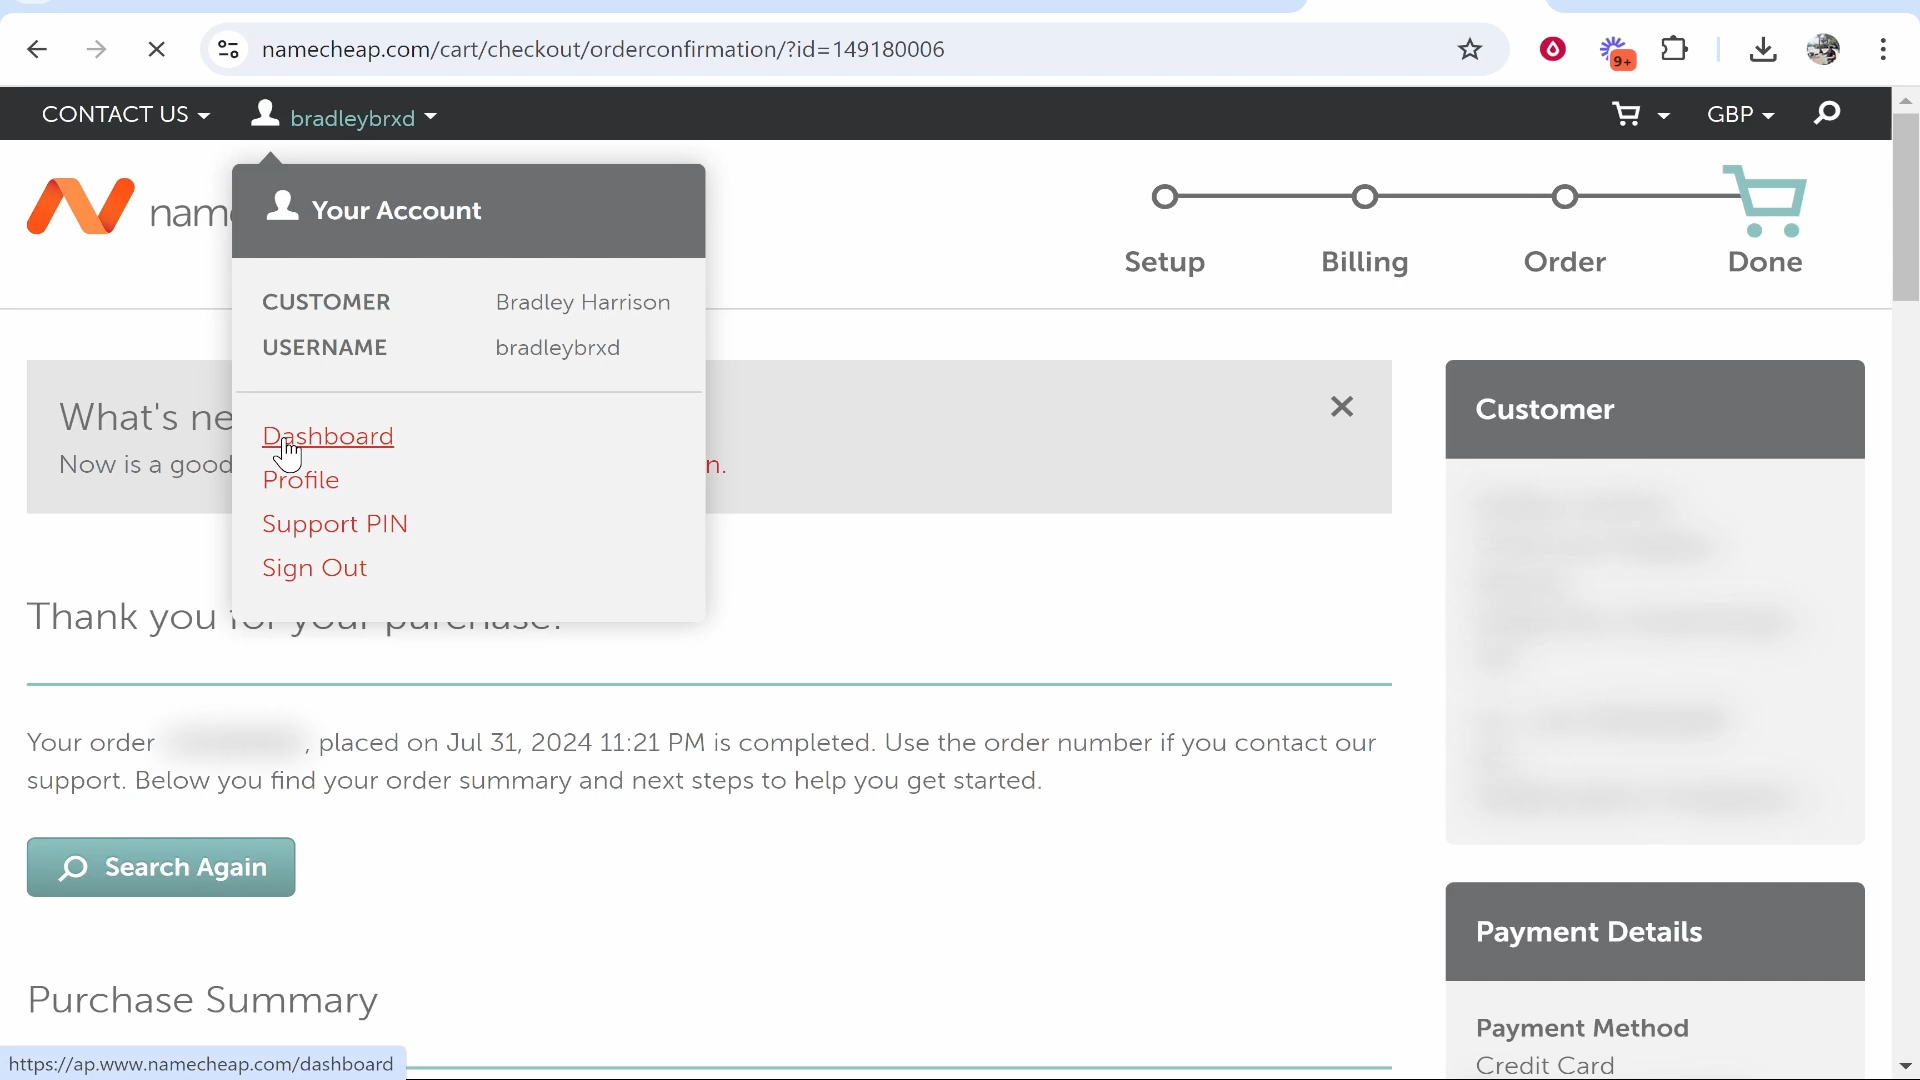 namecheap.com/cart/checkout/orderconfirmation/?id=149180006
9+
CONTACT US
bradleybrxd
GBP
Your Account
CUSTOMER Bradley Harrison
USERNAME bradleybrxd
Dashboard
Profile
Support PIN
Sign Out
Setup
Billing
Order
Done
What's
Now is a good
Thank you for your purchase!
Your order , placed on Jul 31, 2024 11:21 PM is completed. Use the order number if you contact our
support. Below you find your order summary and next steps to help you get started.
Search Again
Purchase Summary
Customer
Payment Details
Payment Method
Credit Card
https://ap.www.namecheap.com/dashboard